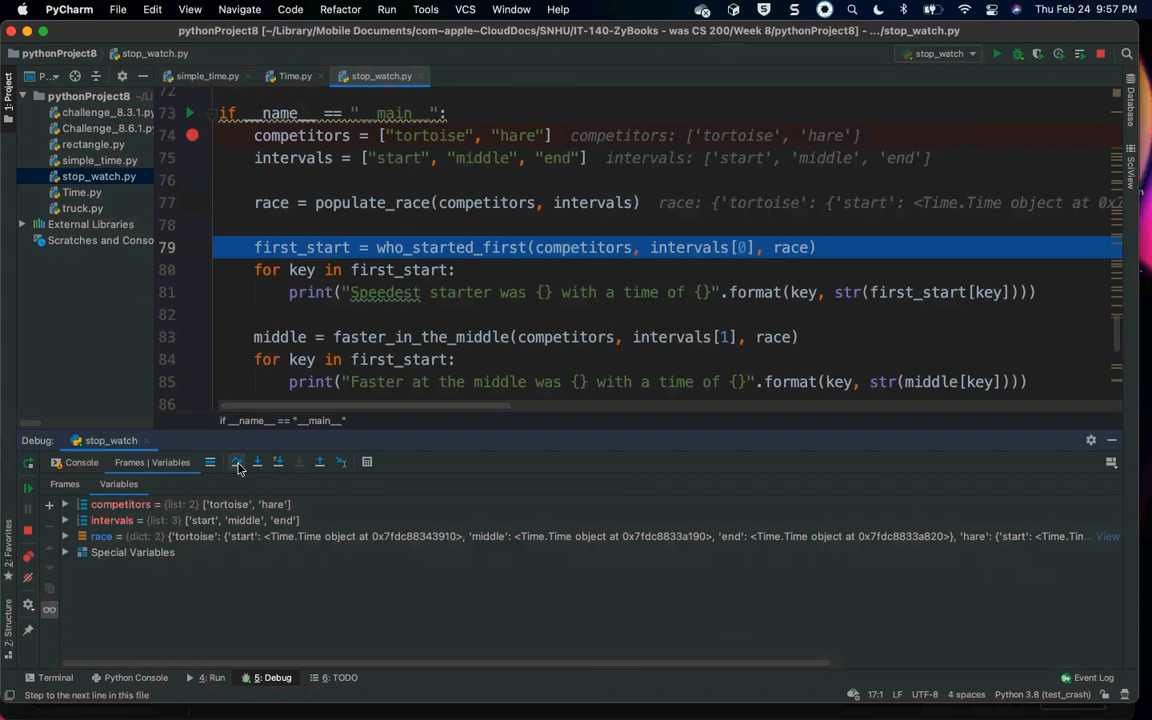 PyCharm File Edit View Navigate Code Refactor Run Tools VCS Window Help Thu Feb 24 9:57 PM
pythonProject8 [~/Library/Mobile Documents/com~apple~CloudDocs/SNHU/IT-140-ZyBooks - was CS 200/Week 8/pythonProject8] - .../stop_watch.py
pythonProject8 stop_watch.py stop_watch
1: Project
P... simple_time.py Time.py stop_watch.py
pythonProject8 ~/Li
challenge_8.3.1.py
Challenge_8.6.1.py
rectangle.py
simple_time.py
stop_watch.py
Time.py
truck.py
External Libraries
Scratches and Conso
72
73 if __name__ == "__main__":
74 competitors = ["tortoise", "hare"] competitors: ['tortoise', 'hare']
75 intervals = ["start", "middle", "end"] intervals: ['start', 'middle', 'end']
76
77 race = populate_race(competitors, intervals) race: {'tortoise': {'start': <Time.Time object at 0x7
78
79 first_start = who_started_first(competitors, intervals[0], race)
80 for key in first_start:
81 print("Speedest starter was {} with a time of {}".format(key, str(first_start[key])))
82
83 middle = faster_in_the_middle(competitors, intervals[1], race)
84 for key in first_start:
85 print("Faster at the middle was {} with a time of {}".format(key, str(middle[key])))
86
if __name__ == "__main__"
Database
SciView
Debug: stop_watch
Console Frames | Variables
Frames Variables
competitors = {list: 2} ['tortoise', 'hare']
intervals = {list: 3} ['start', 'middle', 'end']
race = {dict: 2} {'tortoise': {'start': <Time.Time object at 0x7fdc88343910>, 'middle': <Time.Time object at 0x7fdc8833a190>, 'end': <Time.Time object at 0x7fdc8833a820>}, 'hare': {'start': <Time.Tin... View
Special Variables
2: Favorites
7: Structure
Terminal Python Console 4: Run 5: Debug 6: TODO Event Log
Step to the next line in this file 17:1 LF UTF-8 4 spaces Python 3.8 (test_crash)